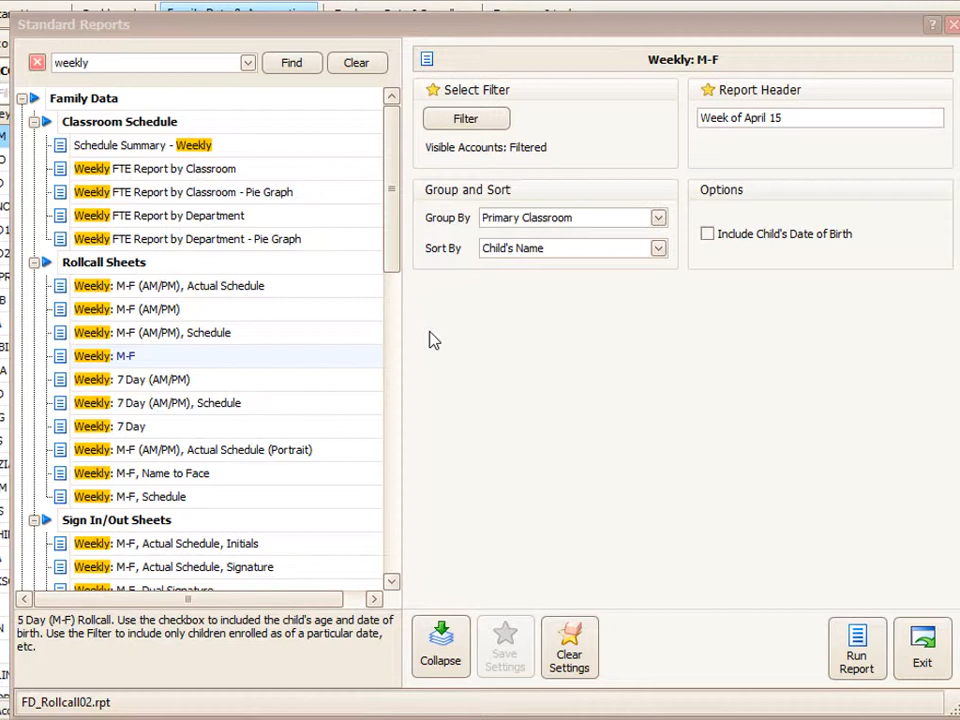 Standard Reports
?
weekly
Find
Clear
Family Data
Classroom Schedule
Schedule Summary - Weekly
Weekly FTE Report by Classroom
Weekly FTE Report by Classroom - Pie Graph
Weekly FTE Report by Department
Weekly FTE Report by Department - Pie Graph
Rollcall Sheets
Weekly: M-F (AM/PM), Actual Schedule
Weekly: M-F (AM/PM)
Weekly: M-F (AM/PM), Schedule
Weekly: M-F
Weekly: 7 Day (AM/PM)
Weekly: 7 Day (AM/PM), Schedule
Weekly: 7 Day
Weekly: M-F (AM/PM), Actual Schedule (Portrait)
Weekly: M-F, Name to Face
Weekly: M-F, Schedule
Sign In/Out Sheets
Weekly: M-F, Actual Schedule, Initials
Weekly: M-F, Actual Schedule, Signature
Weekly: M-F, Dual Signature
5 Day (M-F) Rollcall. Use the checkbox to included the child's age and date of
birth. Use the Filter to include only children enrolled as of a particular date,
etc.
Weekly: M-F
Select Filter
Filter
Visible Accounts: Filtered
Report Header
Week of April 15
Group and Sort
Group By Primary Classroom
Sort By Child's Name
Options
Include Child's Date of Birth
Collapse
Save
Settings
Clear
Settings
Run
Report
Exit
FD_Rollcall02.rpt